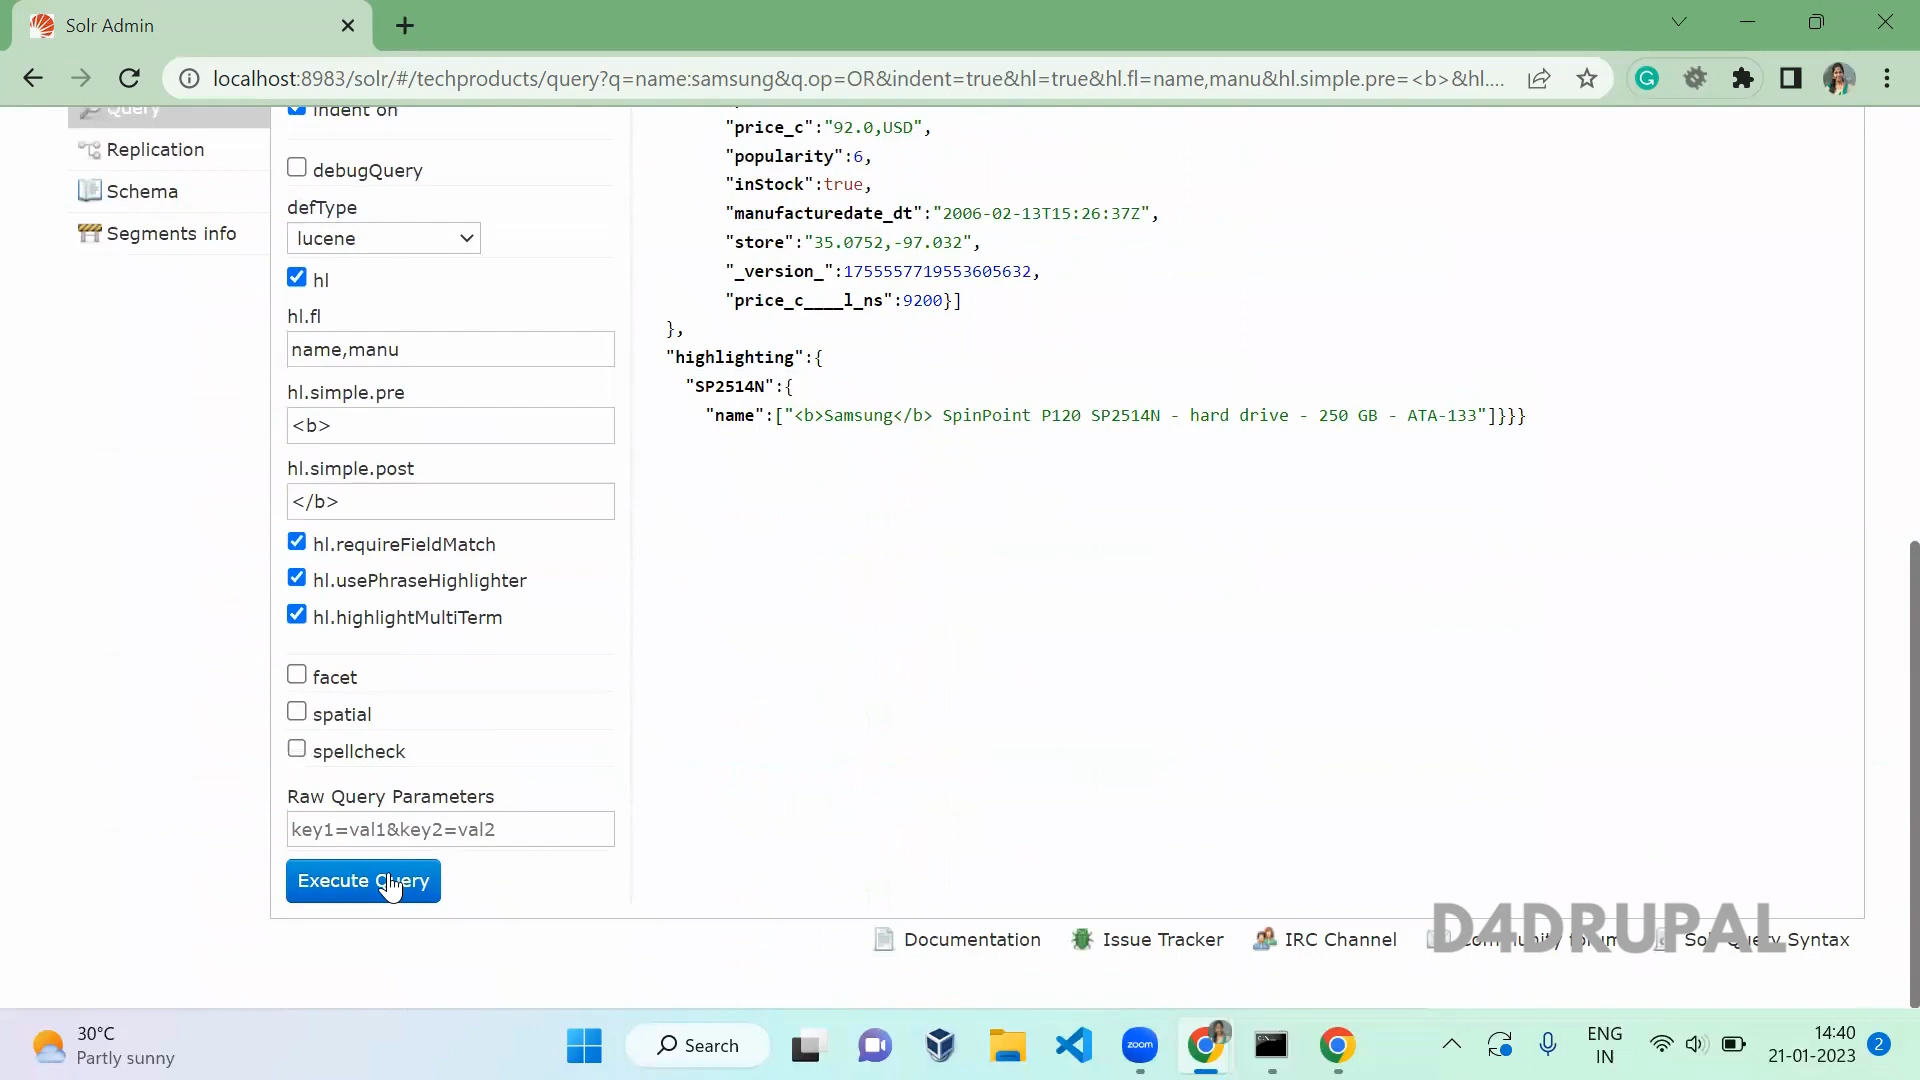 Solr Admin
localhost:8983/solr/#/techproducts/query?q=name:samsung&q.op=OR&indent=true&hl=true&hl.fl=name,manu&hl.simple.pre=<b>&hl....
Query
Replication
Schema
Segments info
indent on
debugQuery
defType
lucene
hl
hl.fl
name,manu
hl.simple.pre
<b>
hl.simple.post
</b>
hl.requireFieldMatch
hl.usePhraseHighlighter
hl.highlightMultiTerm
facet
spatial
spellcheck
Raw Query Parameters
key1=val1&key2=val2
Execute Query
"price_c":"92.0,USD",
"popularity":6,
"inStock":true,
"manufacturedate_dt":"2006-02-13T15:26:37Z",
"store":"35.0752,-97.032",
"_version_":1755557719553605632,
"price_c____l_ns":9200}]
},
"highlighting":{
"SP2514N":{
"name":["<b>Samsung</b> SpinPoint P120 SP2514N - hard drive - 250 GB - ATA-133"]}}}
Documentation
Issue Tracker
IRC Channel
Community forum
Solr Query Syntax
D4DRUPAL
30°C
Partly sunny
Search
zoom
ENG
IN
14:40
21-01-2023
2